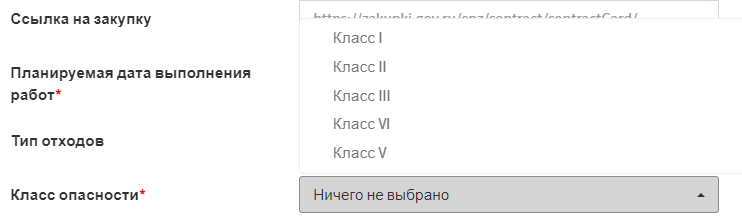 Ссылка на закупку
https://zakupki.gov.ru/epz/contract/contractCard/
Класс I
Класс II
Планируемая дата выполнения
работ*
Класс III
Класс VI
Тип отходов
Класс V
Класс опасности*
Ничего не выбрано